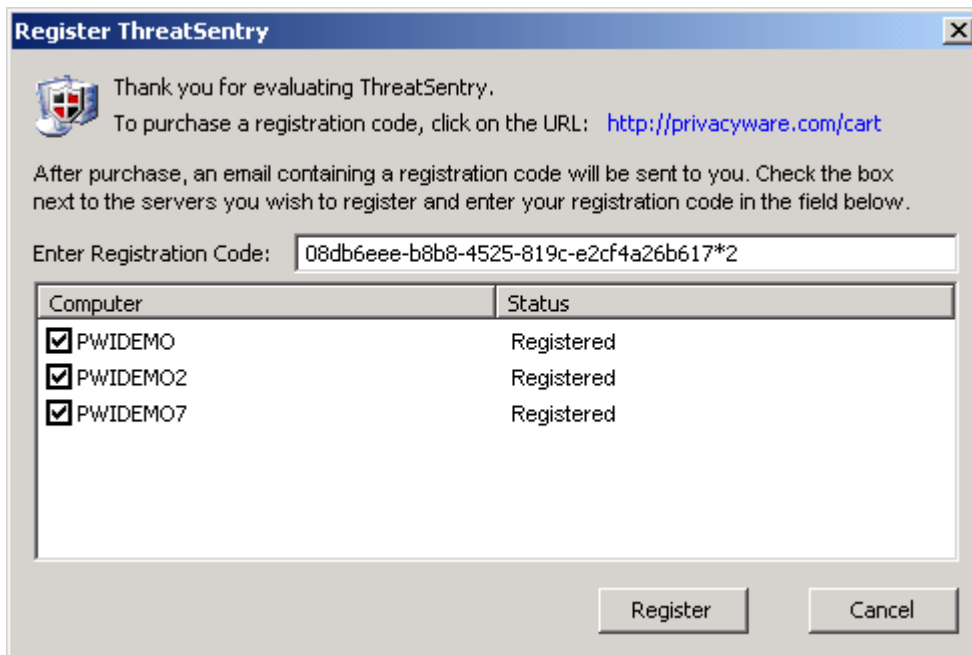 Register ThreatSentry
Thank you for evaluating ThreatSentry.
To purchase a registration code, click on the URL: http://privacyware.com/cart
After purchase, an email containing a registration code will be sent to you. Check the box
next to the servers you wish to register and enter your registration code in the field below.
Enter Registration Code: 08db6eee-b8b8-4525-819c-e2cf4a26b617*2
Computer Status
PWIDEMO Registered
PWIDEMO2 Registered
PWIDEMO7 Registered
Register Cancel